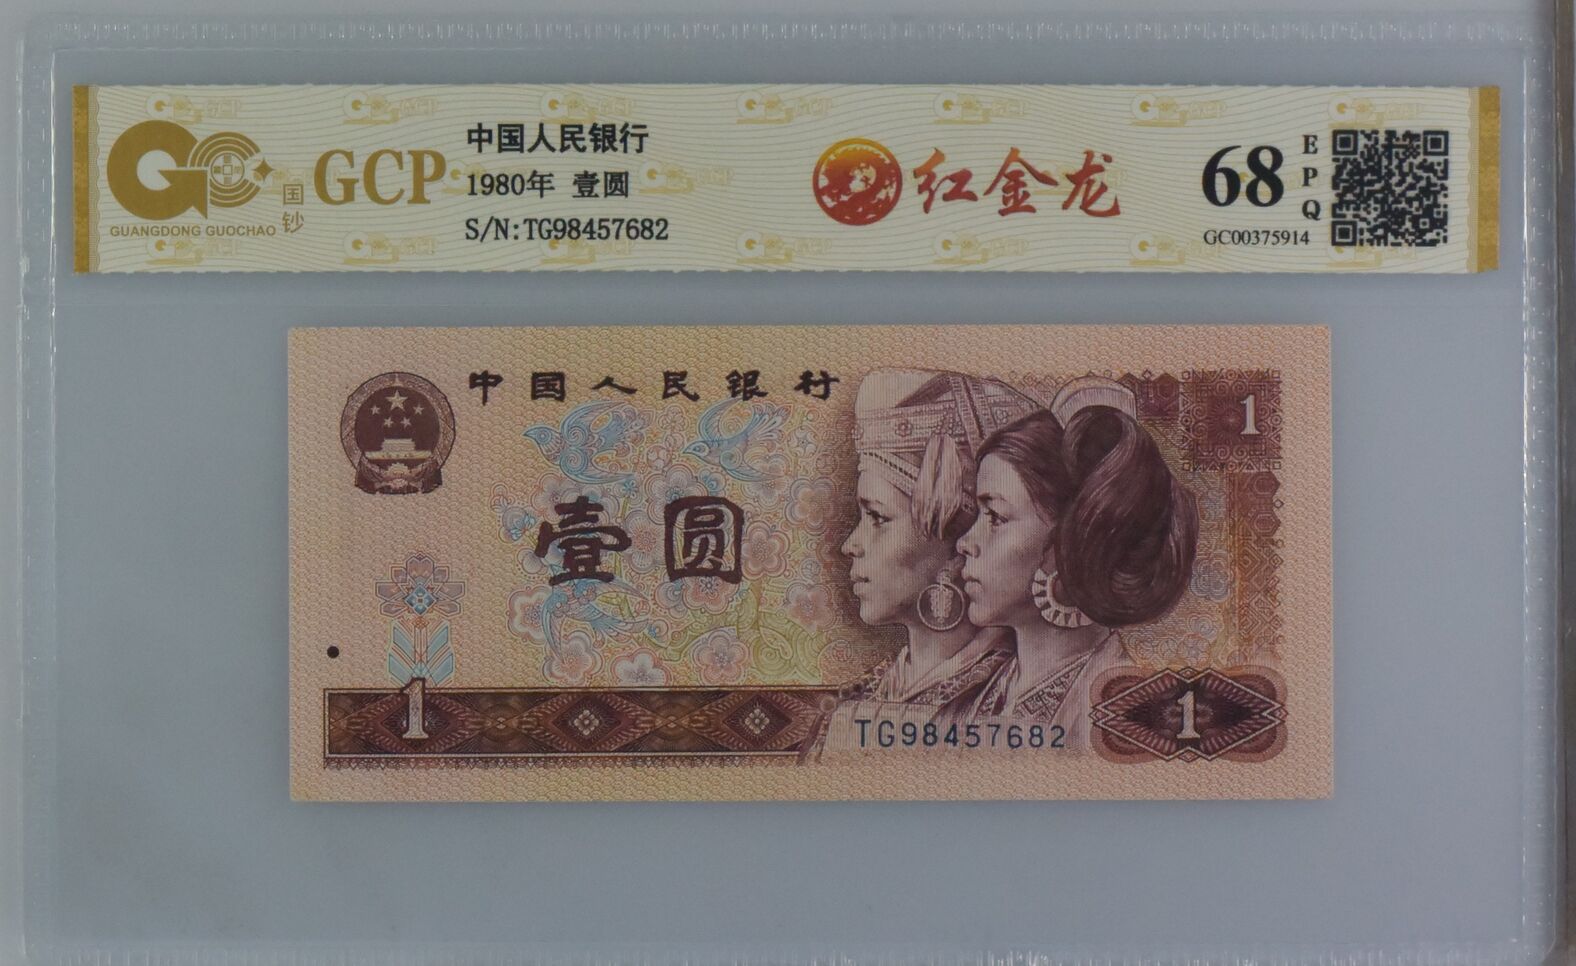 中国人民银行
1980年 壹圆
S/N:TG98457682
GCP
国钞
GUANGDONG GUOCHAO
红金龙
68
EPQ
GC00375914
中国人民银行
1
壹圆
1
TG98457682
1